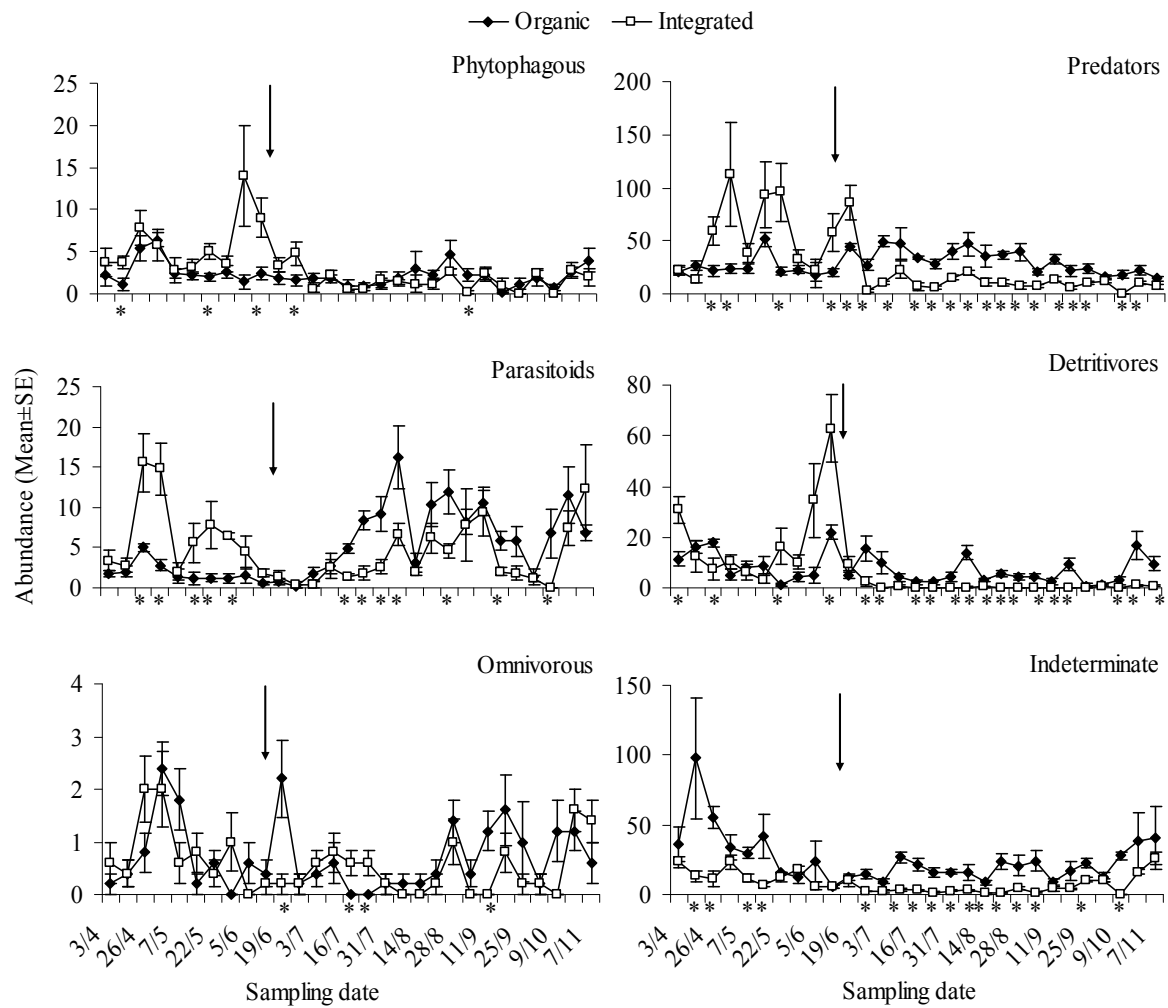 Organic Integrated
Phytophagous
25
20
15
10
5
0
* * * * *
Predators
200
150
100
50
0
* * * * * * * * * * * * * * * * * * * *
Abundance (Mean±SE)
Parasitoids
25
20
15
10
5
0
* * * * * * * * * * * *
Detritivores
80
60
40
20
0
* * * * * * * * * * * * * * * * * * *
Omnivorous
4
3
2
1
0
* * * *
3/4 26/4 7/5 22/5 5/6 19/6 3/7 16/7 31/7 14/8 28/8 11/9 25/9 9/10 7/11
Sampling date
Indeterminate
150
100
50
0
* * * * * * * * * * * * * * * *
3/4 26/4 7/5 22/5 5/6 19/6 3/7 16/7 31/7 14/8 28/8 11/9 25/9 9/10 7/11
Sampling date